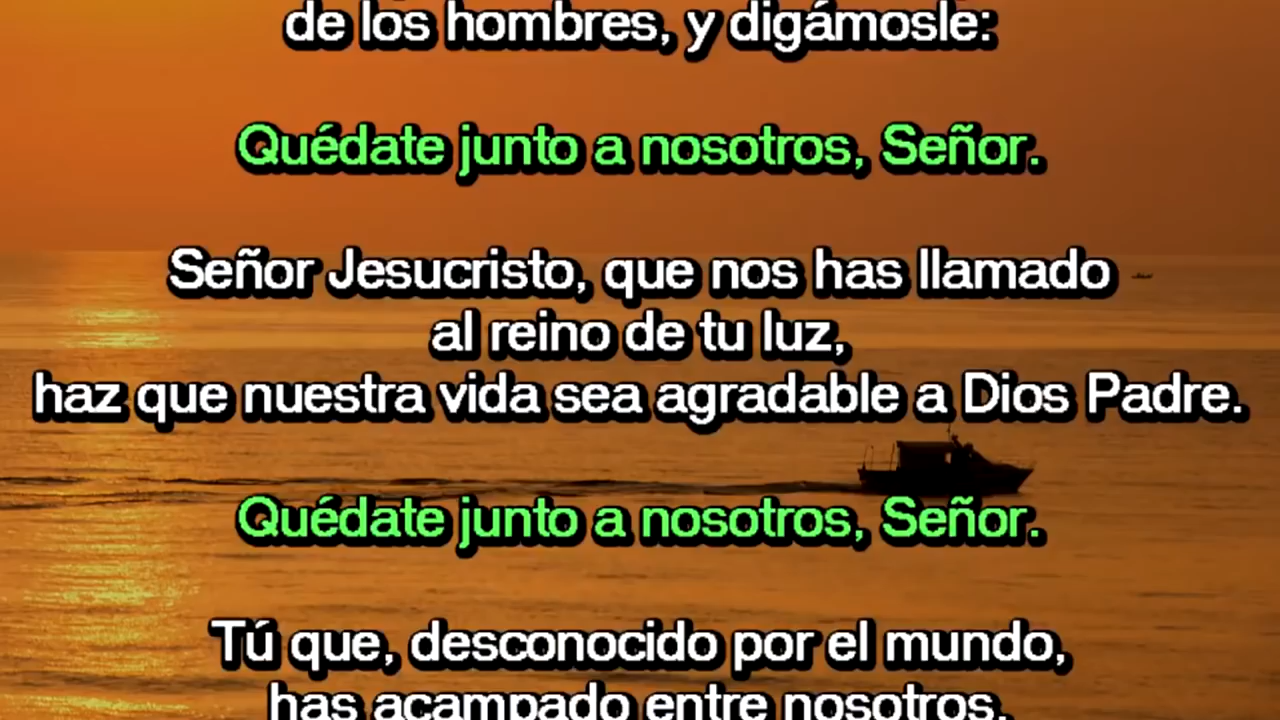 de los hombres, y digámosle:
Quédate junto a nosotros, Señor.
Señor Jesucristo, que nos has llamado
al reino de tu luz,
haz que nuestra vida sea agradable a Dios Padre.
Quédate junto a nosotros, Señor.
Tú que, desconocido por el mundo,
has acampado entre nosotros,